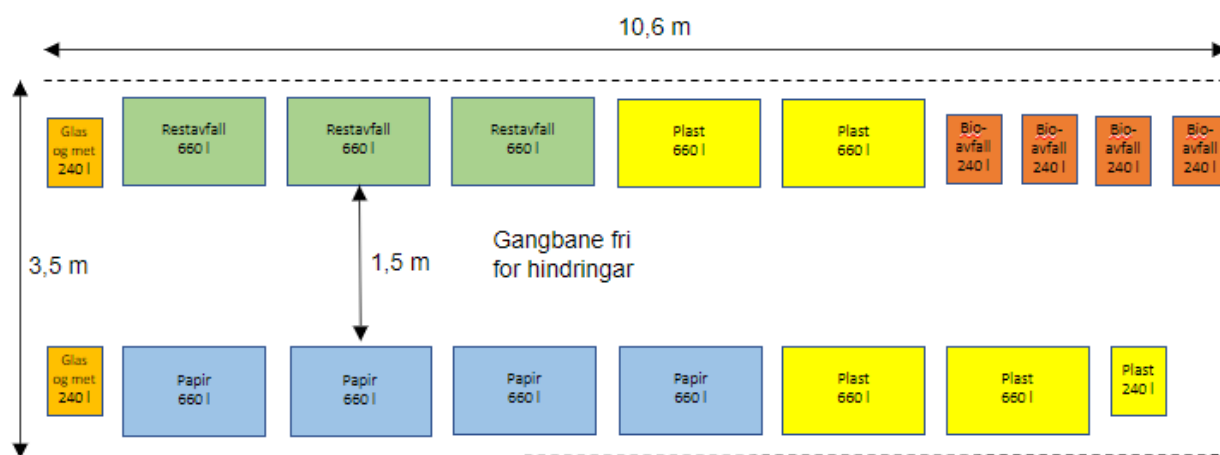 10,6 m
Glas
og met
240 l
Restavfall
660 l
Restavfall
660 l
Restavfall
660 l
Plast
660 l
Plast
660 l
Bio-
avfall
240 l
Bio-
avfall
240 l
Bio-
avfall
240 l
Bio-
avfall
240 l
3,5 m
1,5 m
Gangbane fri
for hindringar
Glas
og met
240 l
Papir
660 l
Papir
660 l
Papir
660 l
Papir
660 l
Plast
660 l
Plast
660 l
Plast
240 l